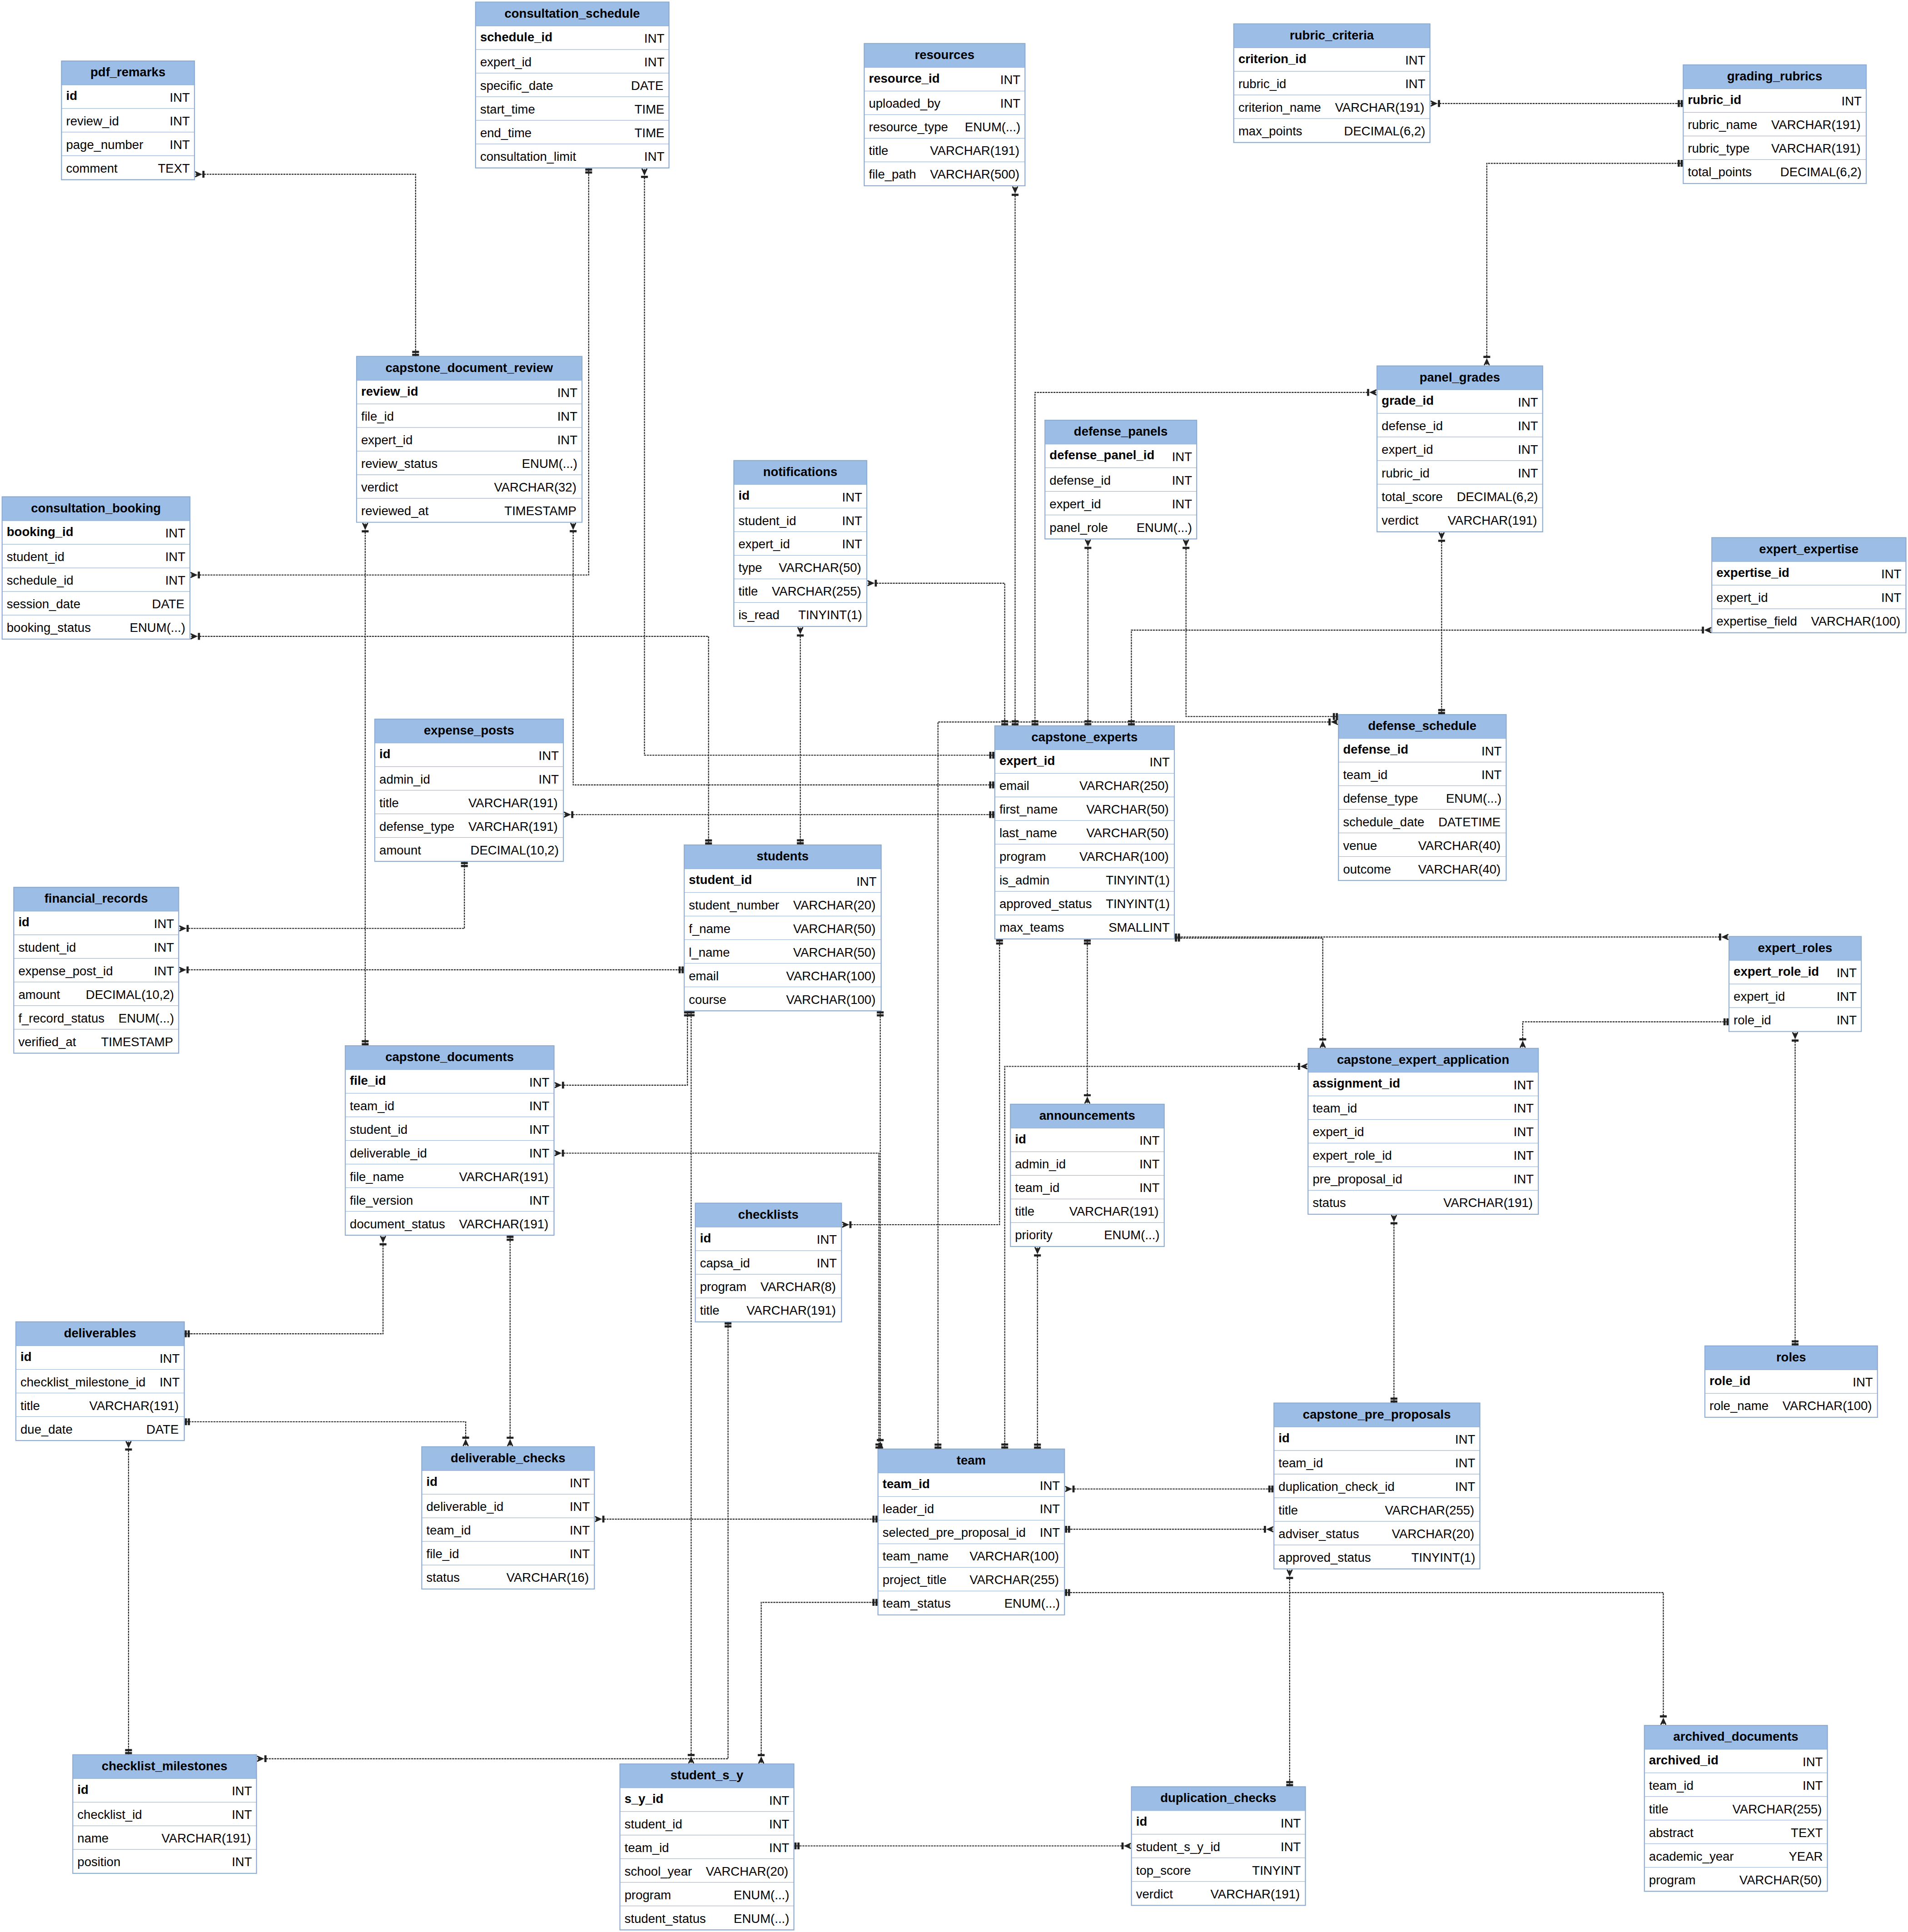 consultation_schedule
schedule_id INT
expert_id INT
specific_date DATE
start_time TIME
end_time TIME
consultation_limit INT
rubric_criteria
criterion_id INT
rubric_id INT
criterion_name VARCHAR(191)
max_points DECIMAL(6,2)
resources
resource_id INT
uploaded_by INT
resource_type ENUM(...)
title VARCHAR(191)
file_path VARCHAR(500)
pdf_remarks
id INT
review_id INT
page_number INT
comment TEXT
grading_rubrics
rubric_id INT
rubric_name VARCHAR(191)
rubric_type VARCHAR(191)
total_points DECIMAL(6,2)
capstone_document_review
review_id INT
file_id INT
expert_id INT
review_status ENUM(...)
verdict VARCHAR(32)
reviewed_at TIMESTAMP
panel_grades
grade_id INT
defense_id INT
expert_id INT
rubric_id INT
total_score DECIMAL(6,2)
verdict VARCHAR(191)
defense_panels
defense_panel_id INT
defense_id INT
expert_id INT
panel_role ENUM(...)
notifications
id INT
student_id INT
expert_id INT
type VARCHAR(50)
title VARCHAR(255)
is_read TINYINT(1)
consultation_booking
booking_id INT
student_id INT
schedule_id INT
session_date DATE
booking_status ENUM(...)
expert_expertise
expertise_id INT
expert_id INT
expertise_field VARCHAR(100)
expense_posts
id INT
admin_id INT
title VARCHAR(191)
defense_type VARCHAR(191)
amount DECIMAL(10,2)
capstone_experts
expert_id INT
email VARCHAR(250)
first_name VARCHAR(50)
last_name VARCHAR(50)
program VARCHAR(100)
is_admin TINYINT(1)
approved_status TINYINT(1)
max_teams SMALLINT
defense_schedule
defense_id INT
team_id INT
defense_type ENUM(...)
schedule_date DATETIME
venue VARCHAR(40)
outcome VARCHAR(40)
students
student_id INT
student_number VARCHAR(20)
f_name VARCHAR(50)
l_name VARCHAR(50)
email VARCHAR(100)
course VARCHAR(100)
financial_records
id INT
student_id INT
expense_post_id INT
amount DECIMAL(10,2)
f_record_status ENUM(...)
verified_at TIMESTAMP
expert_roles
expert_role_id INT
expert_id INT
role_id INT
capstone_documents
file_id INT
team_id INT
student_id INT
deliverable_id INT
file_name VARCHAR(191)
file_version INT
document_status VARCHAR(191)
capstone_expert_application
assignment_id INT
team_id INT
expert_id INT
expert_role_id INT
pre_proposal_id INT
status VARCHAR(191)
announcements
id INT
admin_id INT
team_id INT
title VARCHAR(191)
priority ENUM(...)
checklists
id INT
capsa_id INT
program VARCHAR(8)
title VARCHAR(191)
deliverables
id INT
checklist_milestone_id INT
title VARCHAR(191)
due_date DATE
roles
role_id INT
role_name VARCHAR(100)
capstone_pre_proposals
id INT
team_id INT
duplication_check_id INT
title VARCHAR(255)
adviser_status VARCHAR(20)
approved_status TINYINT(1)
deliverable_checks
id INT
deliverable_id INT
team_id INT
file_id INT
status VARCHAR(16)
team
team_id INT
leader_id INT
selected_pre_proposal_id INT
team_name VARCHAR(100)
project_title VARCHAR(255)
team_status ENUM(...)
archived_documents
archived_id INT
team_id INT
title VARCHAR(255)
abstract TEXT
academic_year YEAR
program VARCHAR(50)
checklist_milestones
id INT
checklist_id INT
name VARCHAR(191)
position INT
student_s_y
s_y_id INT
student_id INT
team_id INT
school_year VARCHAR(20)
program ENUM(...)
student_status ENUM(...)
duplication_checks
id INT
student_s_y_id INT
top_score TINYINT
verdict VARCHAR(191)